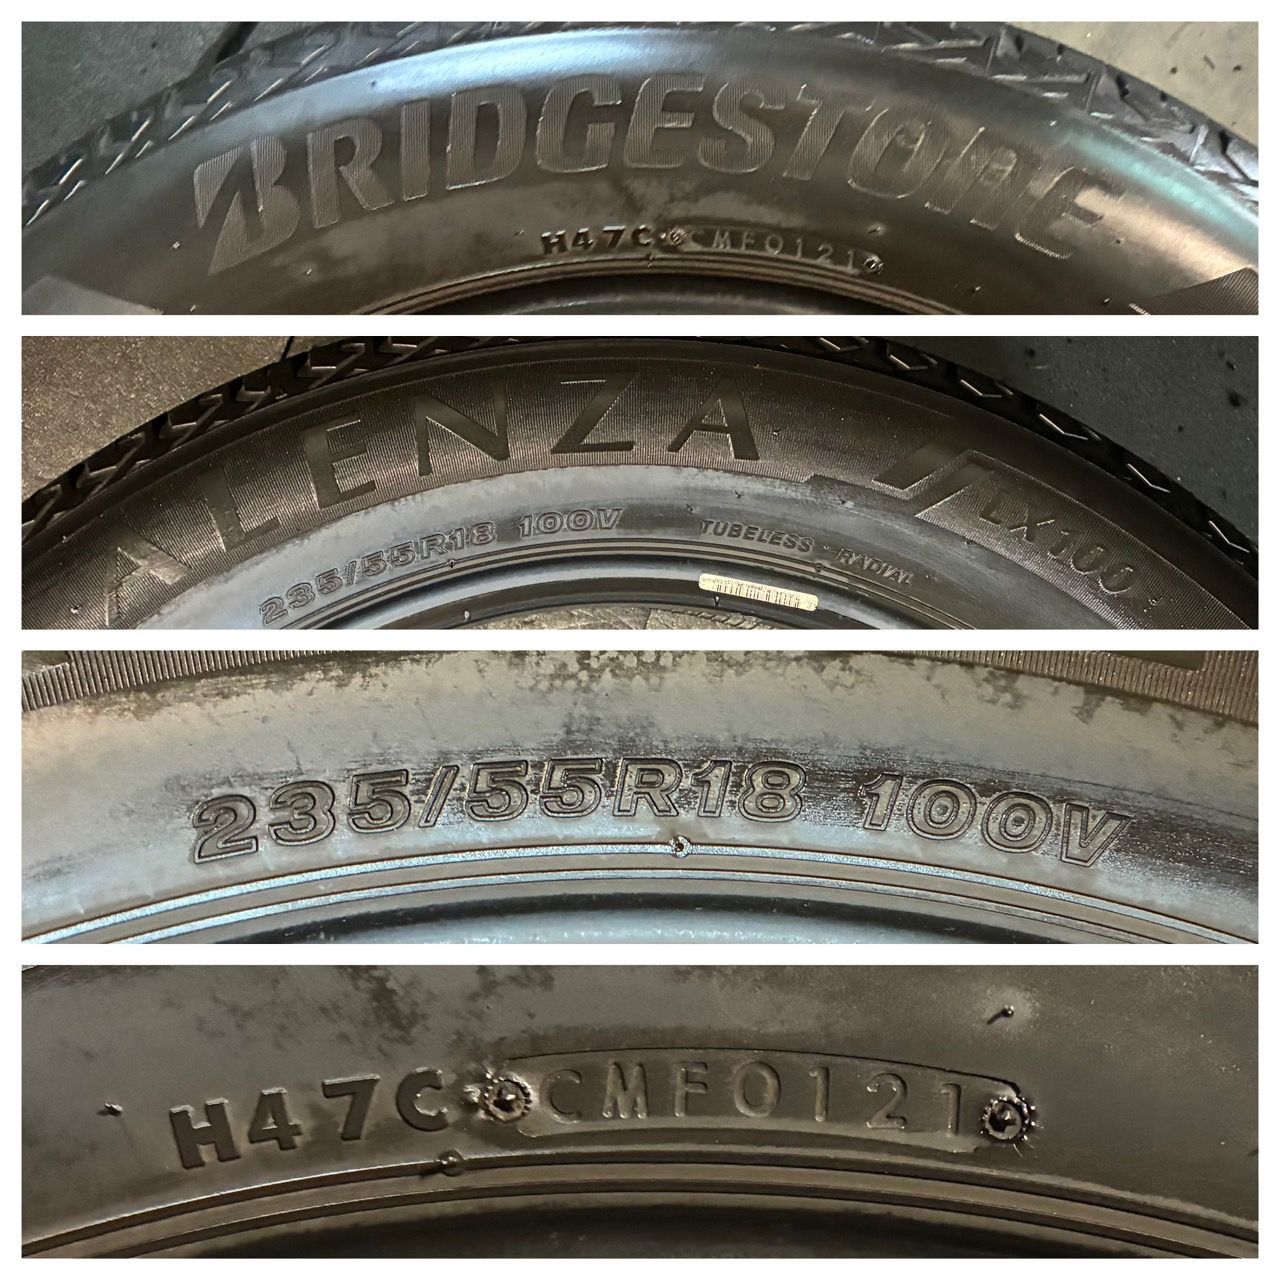 BRIDGESTONE
H47C CMF0121
ALENZA LX100
235/55R18 100V TUBELESS RADIAL
235/55R18 100V
H47C CMF0121